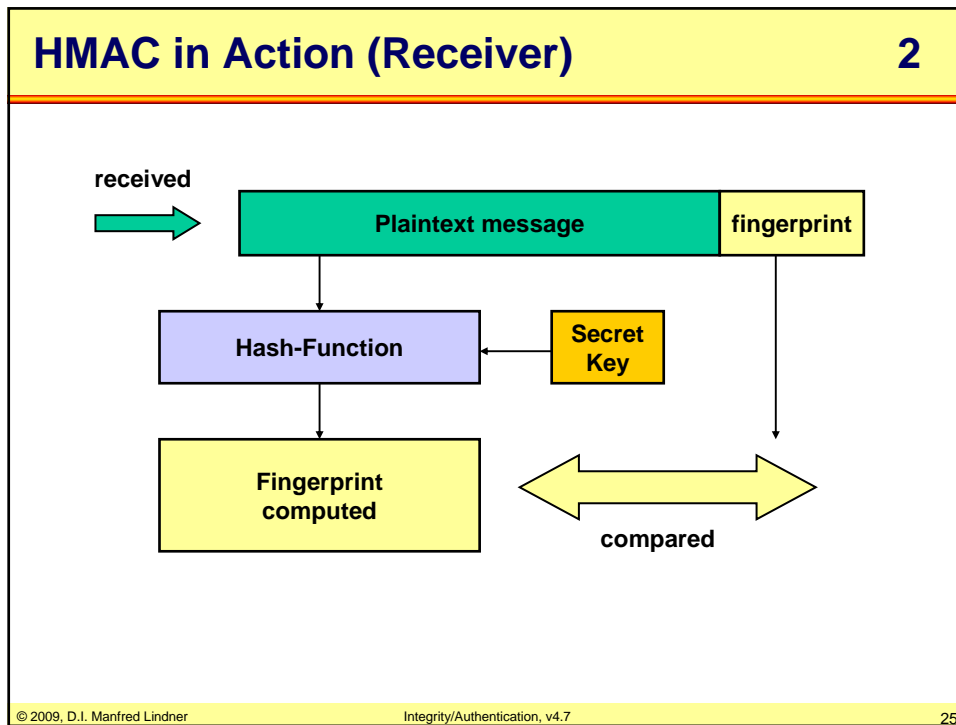 HMAC in Action (Receiver) 2
received
Plaintext message
fingerprint
Hash-Function
Secret
Key
Fingerprint
computed
compared
© 2009, D.I. Manfred Lindner
Integrity/Authentication, v4.7
25